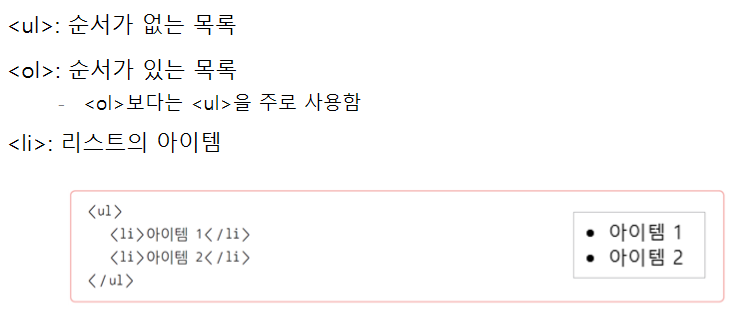 <ul>: 순서가 없는 목록
<ol>: 순서가 있는 목록
- <ol>보다는 <ul>을 주로 사용함
<li>: 리스트의 아이템
<ul>
<li>아이템 1</li>
<li>아이템 2</li>
</ul>
• 아이템 1
• 아이템 2